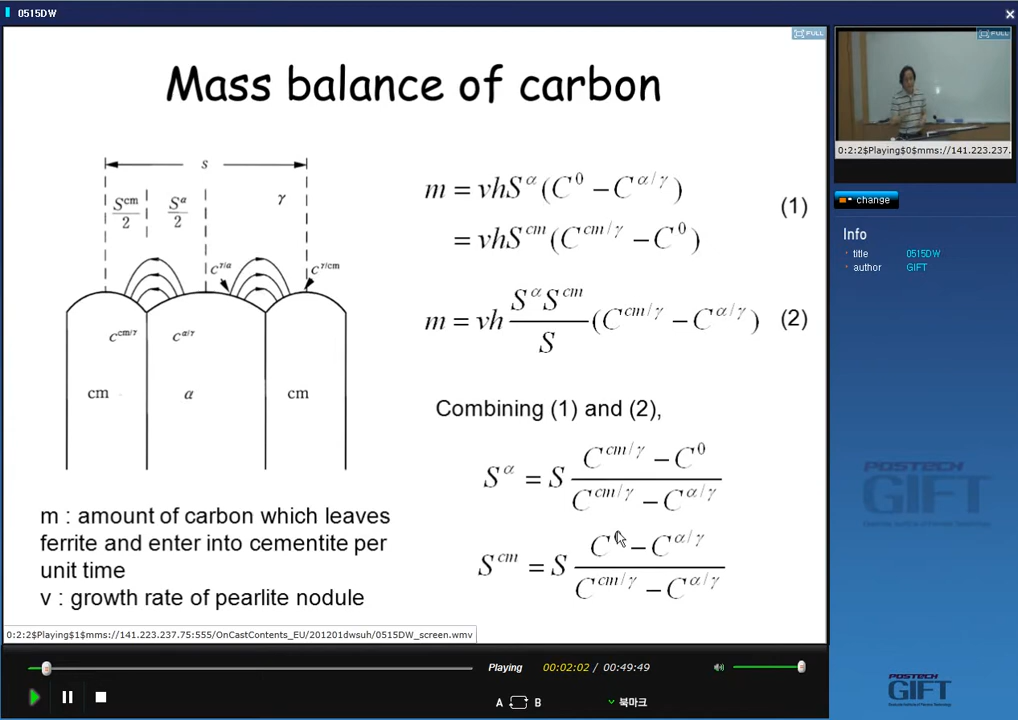 0515DW
FULL
FULL
Mass balance of carbon
s
S^cm/2 S^α/2 γ
C^γ/α C^γ/cm
C^cm/γ C^α/γ
cm α cm
m = vhS^α(C^0 − C^α/γ)
= vhS^cm(C^cm/γ − C^0)
(1)
m = vh S^αS^cm/S (C^cm/γ − C^α/γ) (2)
Combining (1) and (2),
S^α = S (C^cm/γ − C^0)/(C^cm/γ − C^α/γ)
S^cm = S (C^0 − C^α/γ)/(C^cm/γ − C^α/γ)
m : amount of carbon which leaves
ferrite and enter into cementite per
unit time
v : growth rate of pearlite nodule
0:2:2$Playing$1$mms://141.223.237.75:555/OnCastContents_EU/201201dwsuh/0515DW_screen.wmv
Playing 00:02:02 / 00:49:49
A B 북마크
0:2:2$Playing$0$mms://141.223.237.
change
Info
title 0515DW
author GIFT
POSTECH
GIFT
POSTECH
GIFT